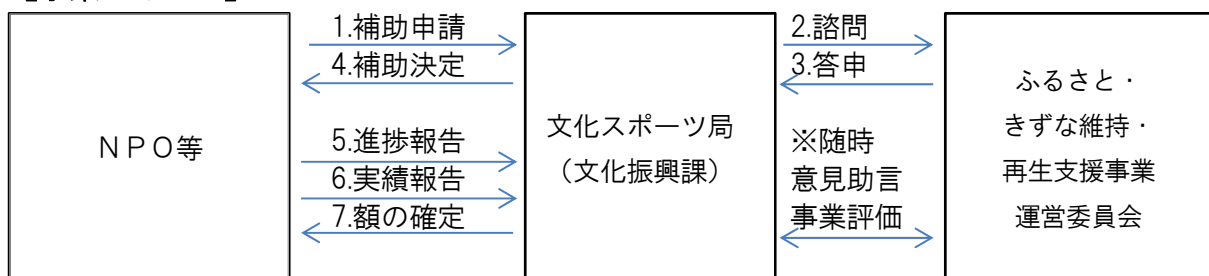 1.補助申請
4.補助決定
NPO等
5.進捗報告
6.実績報告
7.額の確定
文化スポーツ局
(文化振興課)
2.諮問
3.答申
※随時
意見助言
事業評価
ふるさと・
きずな維持・
再生支援事業
運営委員会